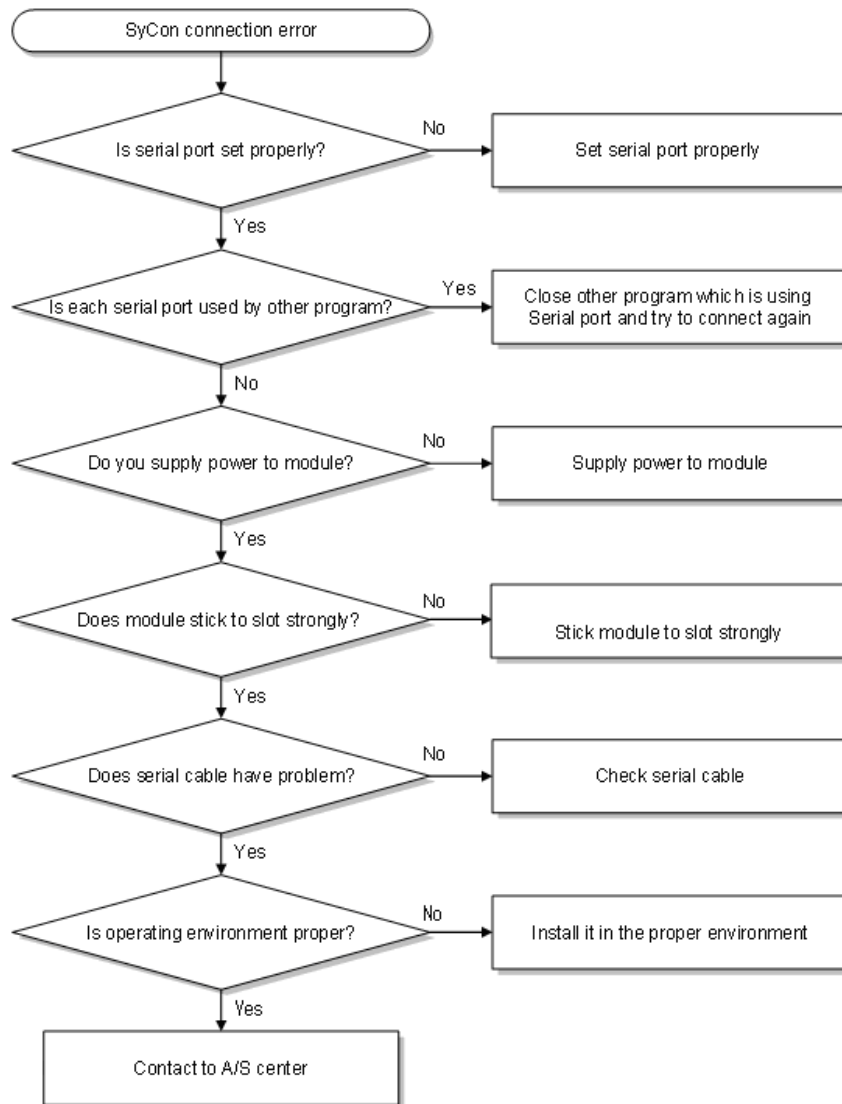 SyCon connection error
Is serial port set properly?
No
Set serial port properly
Yes
Is each serial port used by other program?
Yes
Close other program which is using
Serial port and try to connect again
No
Do you supply power to module?
No
Supply power to module
Yes
Does module stick to slot strongly?
No
Stick module to slot strongly
Yes
Does serial cable have problem?
No
Check serial cable
Yes
Is operating environment proper?
No
Install it in the proper environment
Yes
Contact to A/S center